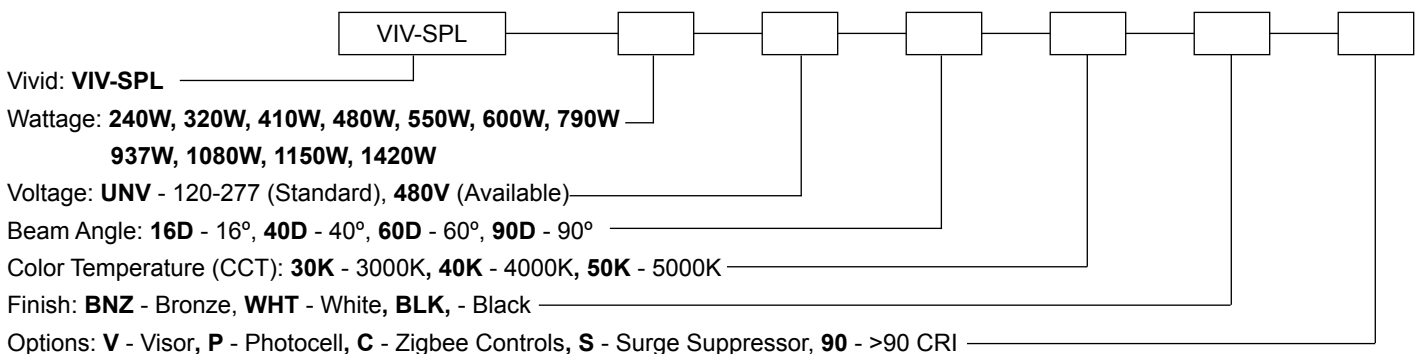 VIV-SPL
Vivid: VIV-SPL
Wattage: 240W, 320W, 410W, 480W, 550W, 600W, 790W
937W, 1080W, 1150W, 1420W
Voltage: UNV - 120-277 (Standard), 480V (Available)
Beam Angle: 16D - 16º, 40D - 40º, 60D - 60º, 90D - 90º
Color Temperature (CCT): 30K - 3000K, 40K - 4000K, 50K - 5000K
Finish: BNZ - Bronze, WHT - White, BLK, - Black
Options: V - Visor, P - Photocell, C - Zigbee Controls, S - Surge Suppressor, 90 - >90 CRI